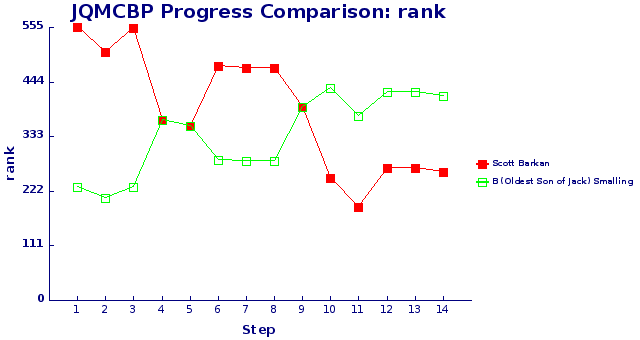 JQMCBP Progress Comparison: rank
555
444
333
222
111
0
rank
1 2 3 4 5 6 7 8 9 10 11 12 13 14
Step
Scott Barkan
B (Oldest Son of Jack) Smalling